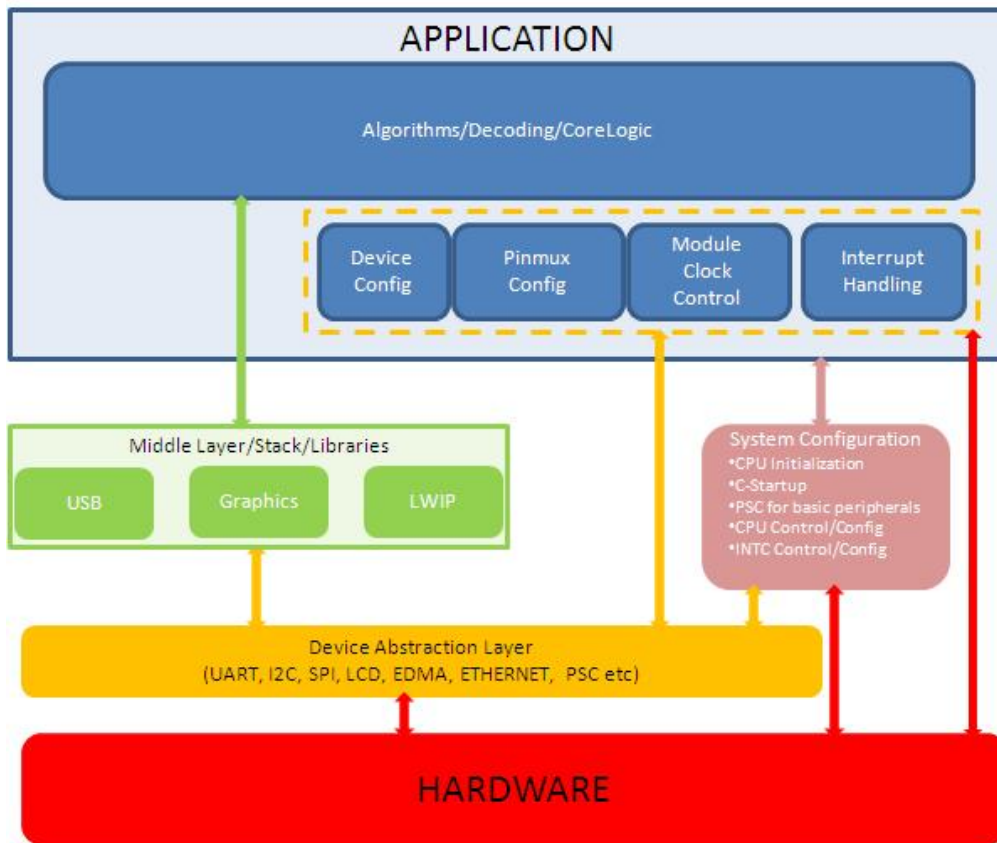 APPLICATION
Algorithms/Decoding/CoreLogic
Device
Config
Pinmux
Config
Module
Clock
Control
Interrupt
Handling
Middle Layer/Stack/Libraries
USB
Graphics
LWIP
System Configuration
•CPU Initialization
•C-Startup
•PSC for basic peripherals
•CPU Control/Config
•INTC Control/Config
Device Abstraction Layer
(UART, I2C, SPI, LCD, EDMA, ETHERNET, PSC etc)
HARDWARE